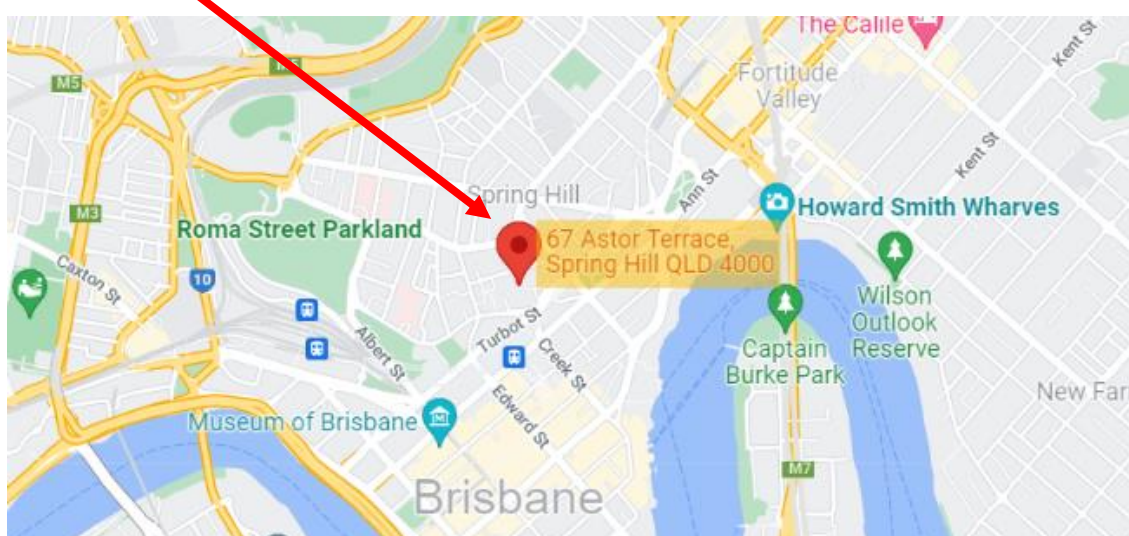 The Calile
Kent St
M5
Fortitude
Valley
Kent St
Ann St
Spring Hill
M3
Roma Street Parkland
Howard Smith Wharves
67 Astor Terrace,
Spring Hill QLD 4000
Caxton St
10
Wilson
Outlook
Reserve
Turbot St
Albert St
Creek St
Captain
Burke Park
Edward St
New Far
Museum of Brisbane
M7
Brisbane